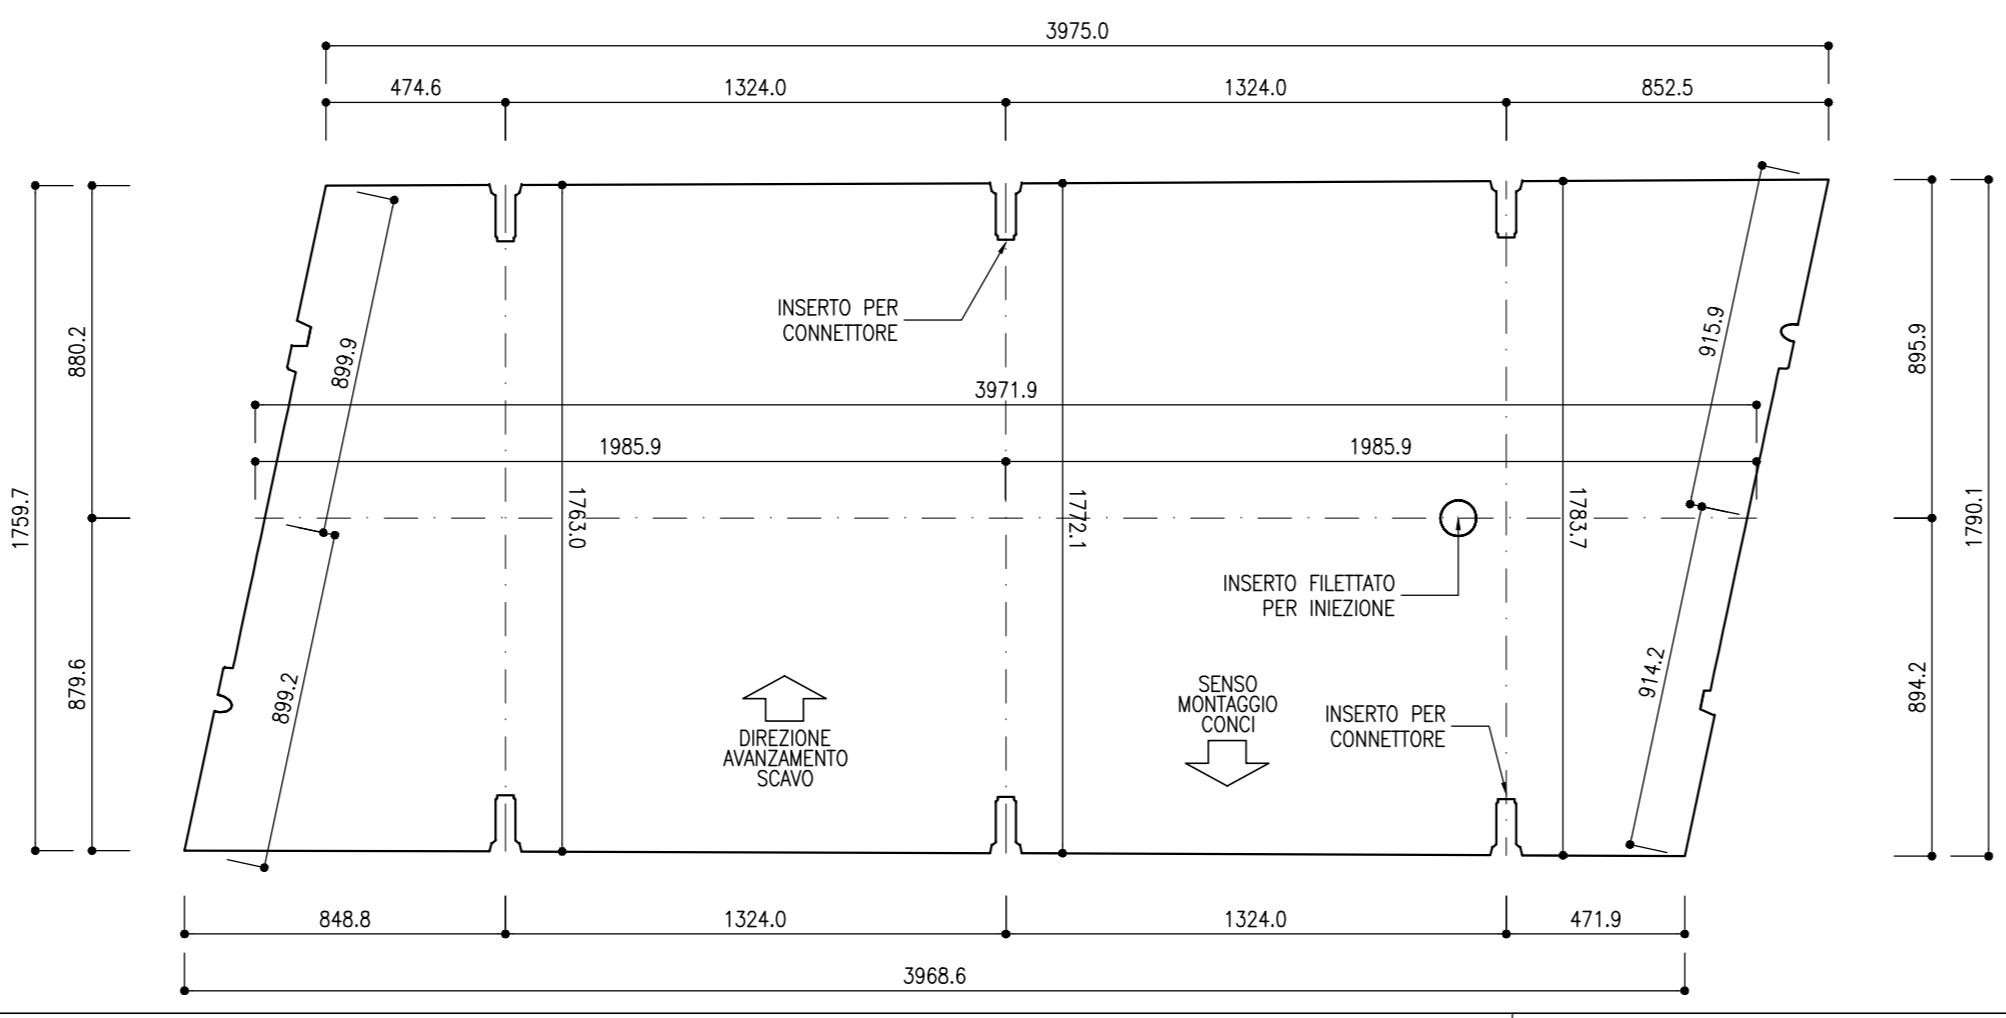 3975.0
474.6
1324.0
1324.0
852.5
1759.7
880.2
879.6
899.9
899.2
INSERTO PER
CONNETTORE
3971.9
1985.9
1985.9
1763.0
1772.1
1783.7
915.9
914.2
895.9
894.2
1790.1
INSERTO FILETTATO
PER INIEZIONE
DIREZIONE
AVANZAMENTO
SCAVO
SENSO
MONTAGGIO
CONCI
INSERTO PER
CONNETTORE
848.8
1324.0
1324.0
471.9
3968.6